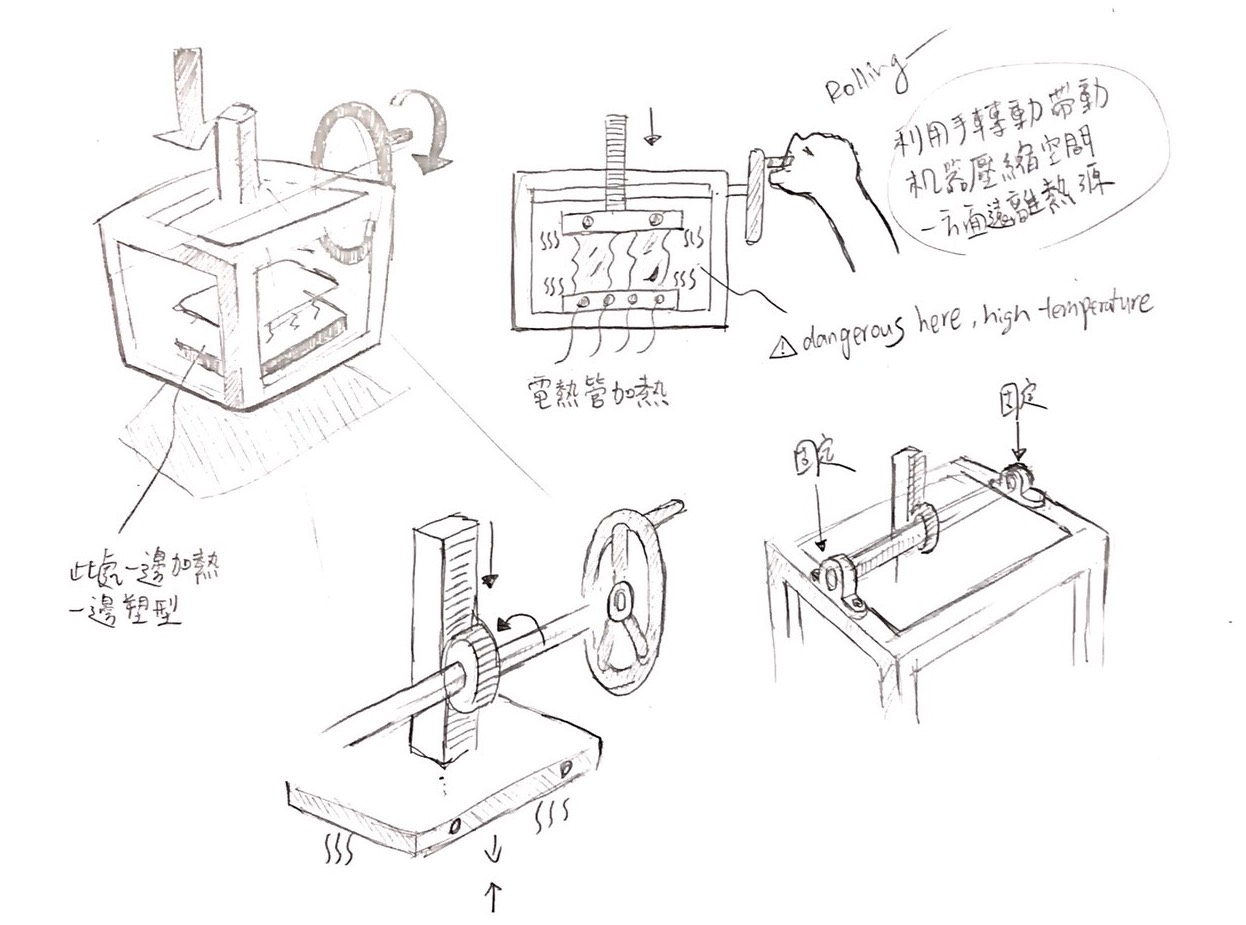 Rolling
利用手轉動帶動
机器壓縮空間
一方面遠離熱源
⚠ dangerous here, high temperature
電熱管加熱
固定
固定
此處一邊加熱
一邊塑型